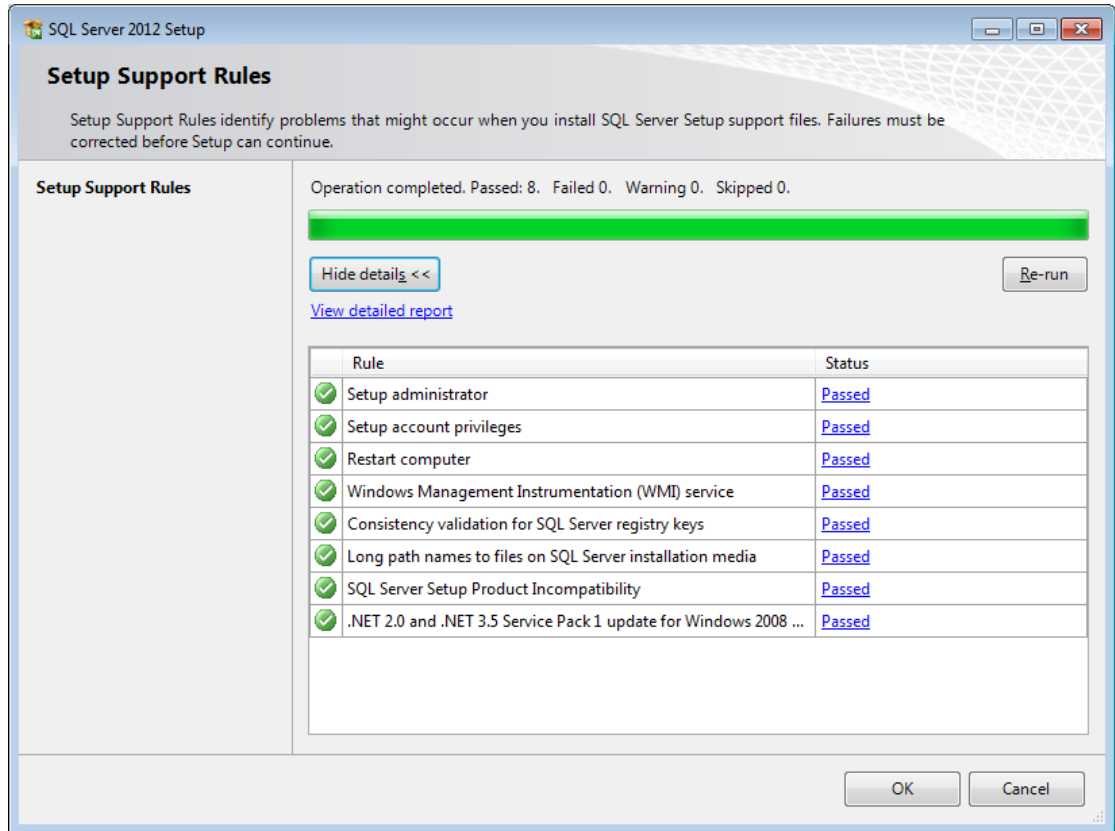 SQL Server 2012 Setup
Setup Support Rules
Setup Support Rules identify problems that might occur when you install SQL Server Setup support files. Failures must be
corrected before Setup can continue.
Setup Support Rules
Operation completed. Passed: 8. Failed 0. Warning 0. Skipped 0.
Hide details <<
Re-run
View detailed report
Rule Status
Setup administrator Passed
Setup account privileges Passed
Restart computer Passed
Windows Management Instrumentation (WMI) service Passed
Consistency validation for SQL Server registry keys Passed
Long path names to files on SQL Server installation media Passed
SQL Server Setup Product Incompatibility Passed
.NET 2.0 and .NET 3.5 Service Pack 1 update for Windows 2008 ... Passed
OK Cancel